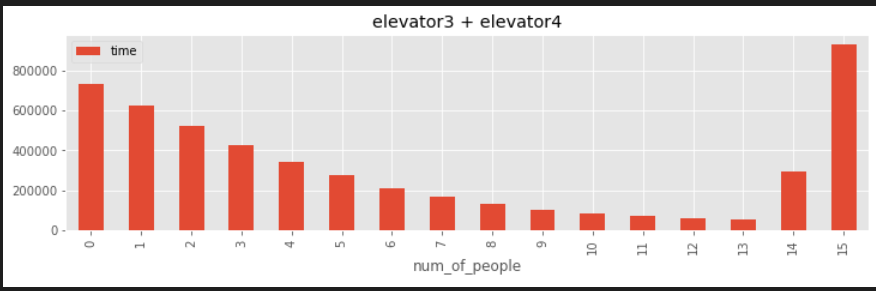 elevator3 + elevator4
time
800000
600000
400000
200000
0
0 1 2 3 4 5 6 7 8 9 10 11 12 13 14 15
num_of_people